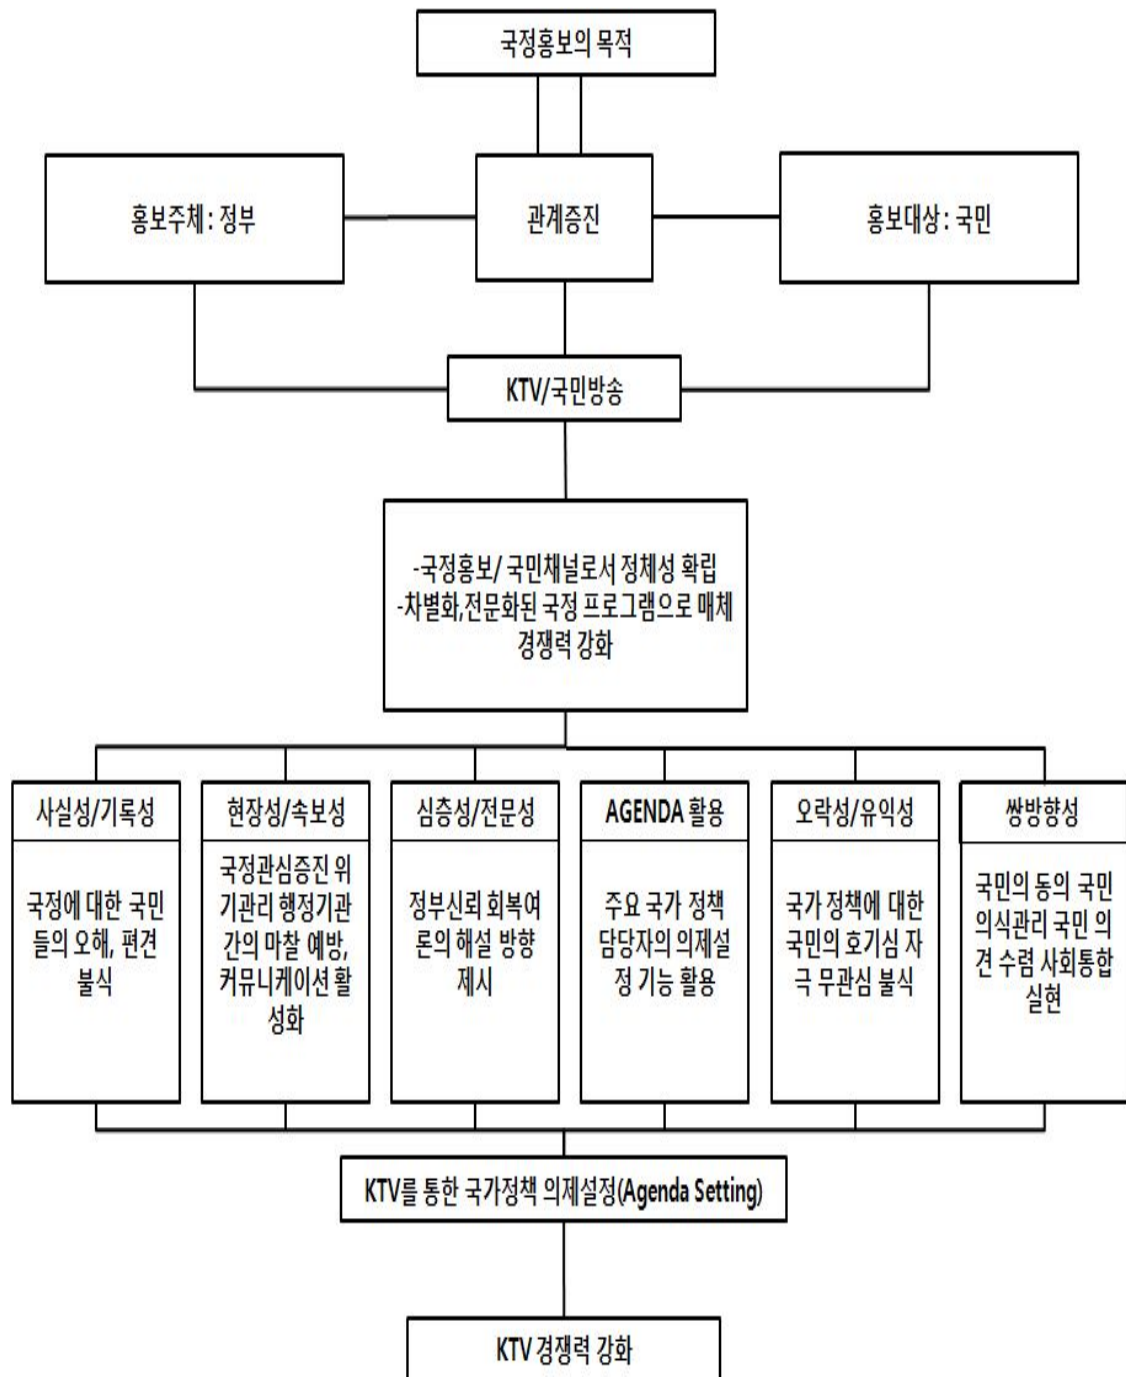 국정홍보의 목적
홍보주체 : 정부
관계증진
홍보대상 : 국민
KTV/국민방송
-국정홍보/ 국민채널로서 정체성 확립
-차별화,전문화된 국정 프로그램으로 매체
경쟁력 강화
사실성/기록성
국정에 대한 국민
들의 오해, 편견
불식
현장성/속보성
국정관심증진 위
기관리 행정기관
간의 마찰 예방,
커뮤니케이션 활
성화
심층성/전문성
정부신뢰 회복여
론의 해설 방향
제시
AGENDA 활용
주요 국가 정책
담당자의 의제설
정 기능 활용
오락성/유익성
국가 정책에 대한
국민의 호기심 자
극 무관심 불식
쌍방향성
국민의 동의 국민
의식관리 국민 의
견 수렴 사회통합
실현
KTV를 통한 국가정책 의제설정(Agenda Setting)
KTV 경쟁력 강화